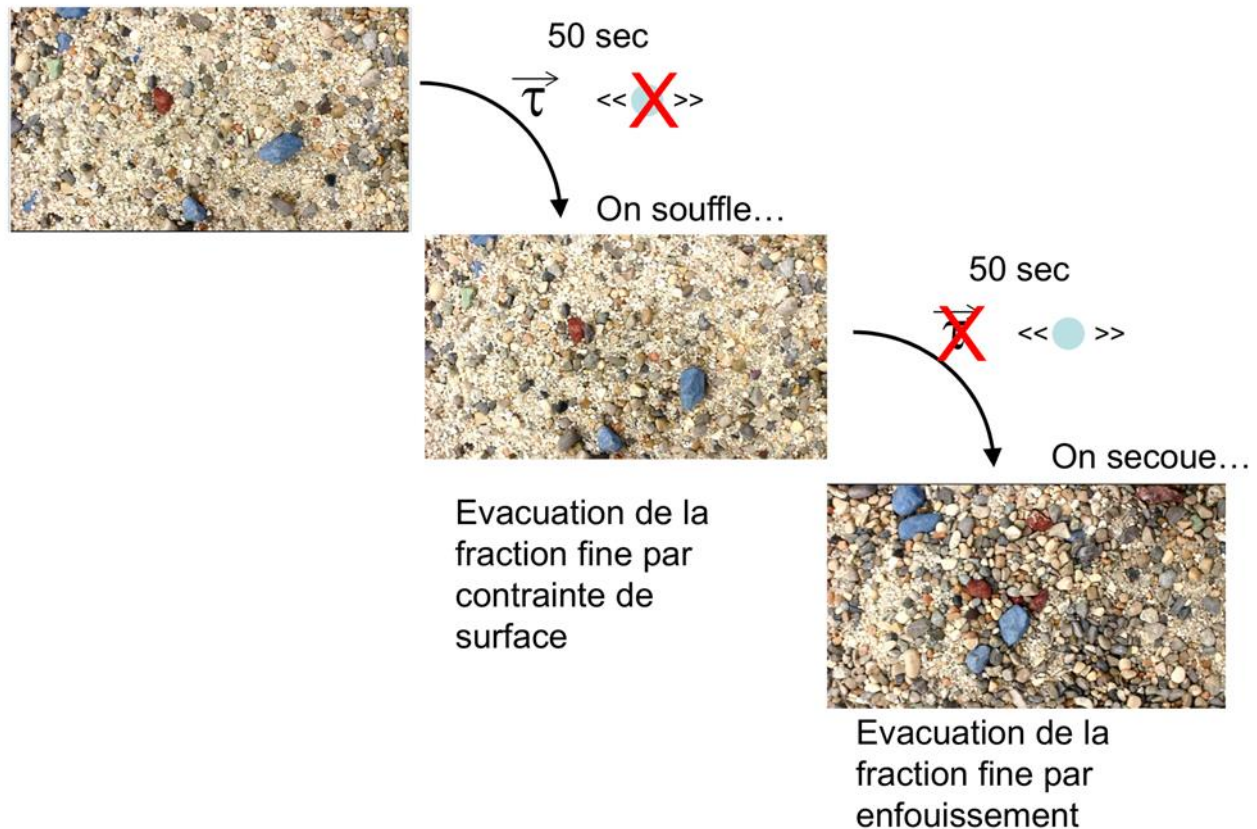 50 sec
τ << X >>
On souffle…
50 sec
τ X << >>
On secoue…
Evacuation de la
fraction fine par
contrainte de
surface
Evacuation de la
fraction fine par
enfouissement